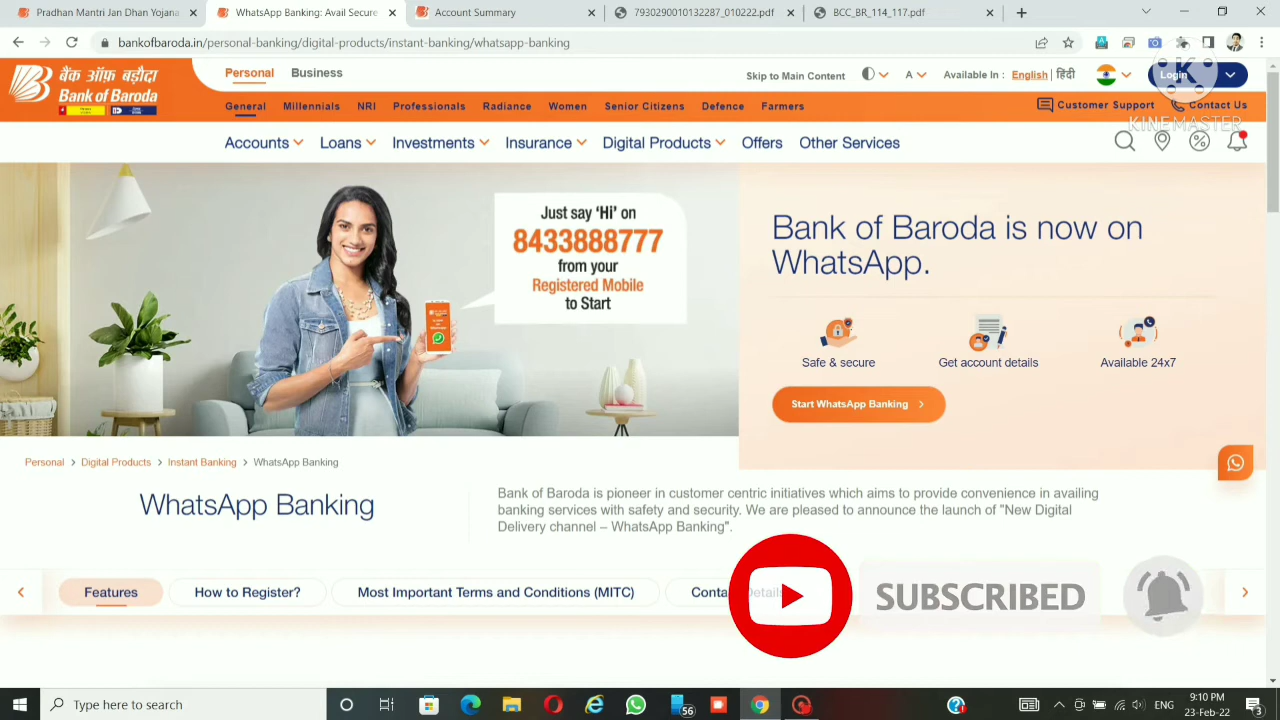 Pradhan Mantri Jan Dhan Yojana
WhatsApp Banking: Avail Secure
Account Summary
7930290010132287_010222.pdf
BCC_BR_114_117.pdf
bankofbaroda.in/personal-banking/digital-products/instant-banking/whatsapp-banking
बैंक ऑफ़ बड़ौदा
Bank of Baroda
Personal
Business
Skip to Main Content
A
Available In :
English | हिंदी
Login
General
Millennials
NRI
Professionals
Radiance
Women
Senior Citizens
Defence
Farmers
Customer Support
Contact Us
K
KINEMASTER
Accounts
Loans
Investments
Insurance
Digital Products
Offers
Other Services
Just say ‘Hi’ on
8433888777
from your
Registered Mobile
to Start
Bank of Baroda is now on
WhatsApp.
Safe & secure
Get account details
Available 24x7
Start WhatsApp Banking
Personal > Digital Products > Instant Banking > WhatsApp Banking
WhatsApp Banking
Bank of Baroda is pioneer in customer centric initiatives which aims to provide convenience in availing
banking services with safety and security. We are pleased to announce the launch of "New Digital
Delivery channel – WhatsApp Banking".
Features
How to Register?
Most Important Terms and Conditions (MITC)
SUBSCRIBED
Type here to search
56
ENG
9:10 PM
23-Feb-22
3